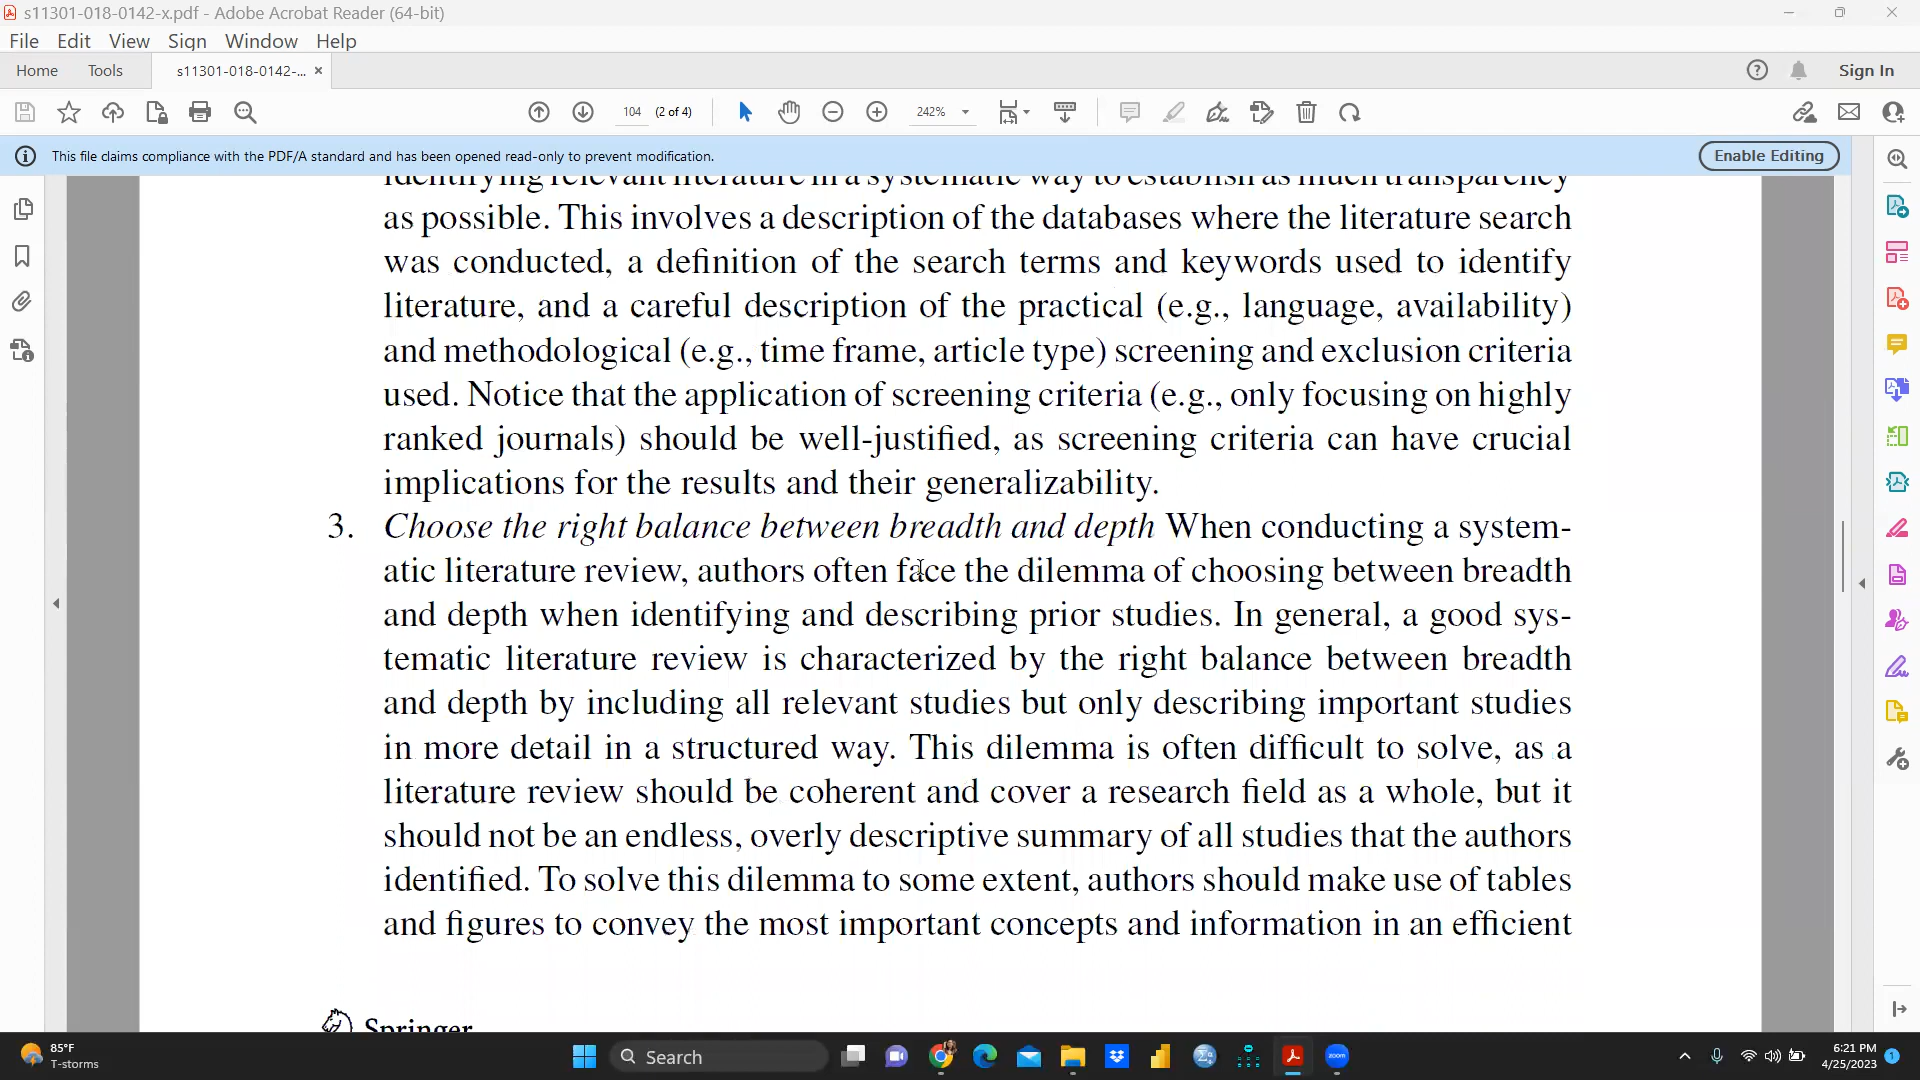 s11301-018-0142-x.pdf - Adobe Acrobat Reader (64-bit)
File Edit View Sign Window Help
Home Tools s11301-018-0142-... × Sign In
104 (2 of 4) 242%
This file claims compliance with the PDF/A standard and has been opened read-only to prevent modification. Enable Editing
identifying relevant literature in a systematic way to establish as much transparency
as possible. This involves a description of the databases where the literature search
was conducted, a definition of the search terms and keywords used to identify
literature, and a careful description of the practical (e.g., language, availability)
and methodological (e.g., time frame, article type) screening and exclusion criteria
used. Notice that the application of screening criteria (e.g., only focusing on highly
ranked journals) should be well-justified, as screening criteria can have crucial
implications for the results and their generalizability.
3. Choose the right balance between breadth and depth When conducting a system-
atic literature review, authors often face the dilemma of choosing between breadth
and depth when identifying and describing prior studies. In general, a good sys-
tematic literature review is characterized by the right balance between breadth
and depth by including all relevant studies but only describing important studies
in more detail in a structured way. This dilemma is often difficult to solve, as a
literature review should be coherent and cover a research field as a whole, but it
should not be an endless, overly descriptive summary of all studies that the authors
identified. To solve this dilemma to some extent, authors should make use of tables
and figures to convey the most important concepts and information in an efficient
Springer
85°F
T-storms
Search
zoom
6:21 PM
4/25/2023
1